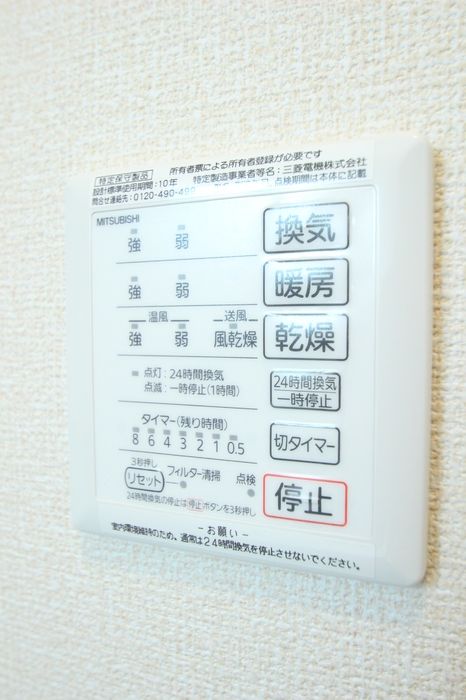 特定保守製品 所有者票による所有者登録が必要です
設計標準使用期間:10年 特定製造事業者等名:三菱電機株式会社
問合せ連絡先:0120-490-499 点検期間は本体に記載
MITSUBISHI
強 弱 換気
強 弱 暖房
温風 送風
強 弱 風乾燥 乾燥
点灯:24時間換気
点滅:一時停止(1時間)
24時間換気
一時停止
タイマー(残り時間)
8 6 4 3 2 1 0.5
切タイマー
3秒押し
リセット フィルター清掃 点検
停止
24時間換気の停止は停止ボタンを3秒押し
-お願い-
室内環境維持のため、通常は24時間換気を停止させないでください。